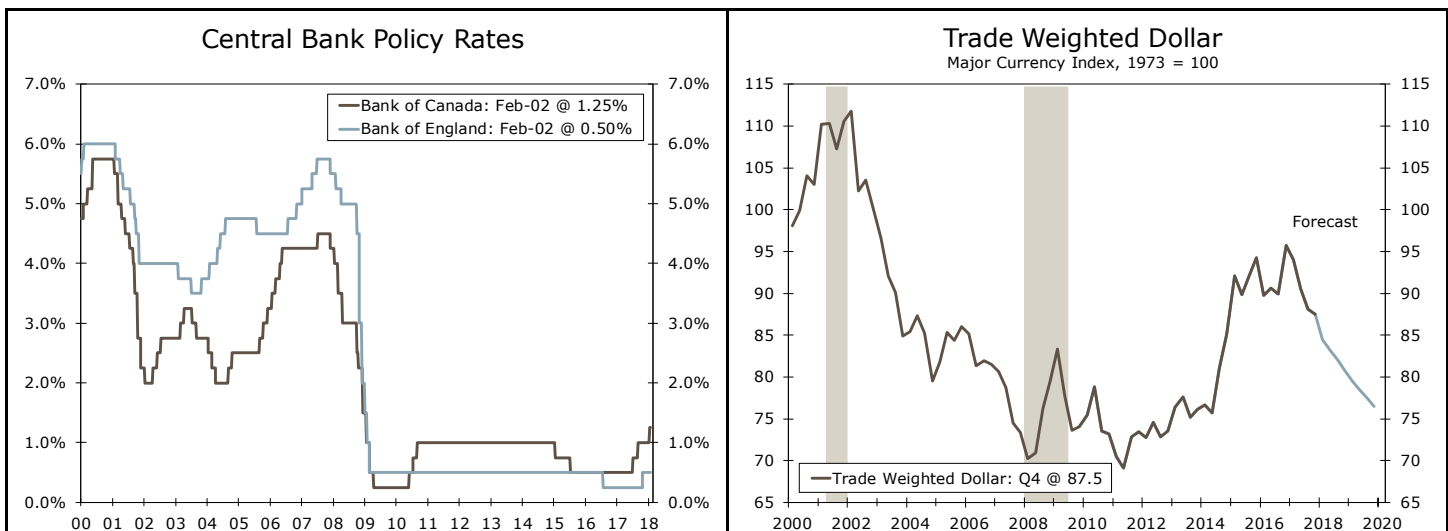 Central Bank Policy Rates
7.0% 7.0%
Bank of Canada: Feb-02 @ 1.25%
Bank of England: Feb-02 @ 0.50%
6.0% 6.0%
5.0% 5.0%
4.0% 4.0%
3.0% 3.0%
2.0% 2.0%
1.0% 1.0%
0.0% 0.0%
00 01 02 03 04 05 06 07 08 09 10 11 12 13 14 15 16 17 18
Trade Weighted Dollar
Major Currency Index, 1973 = 100
115 115
110 110
105 105
100 100
Forecast
95 95
90 90
85 85
80 80
75 75
70 70
Trade Weighted Dollar: Q4 @ 87.5
65 65
2000 2002 2004 2006 2008 2010 2012 2014 2016 2018 2020